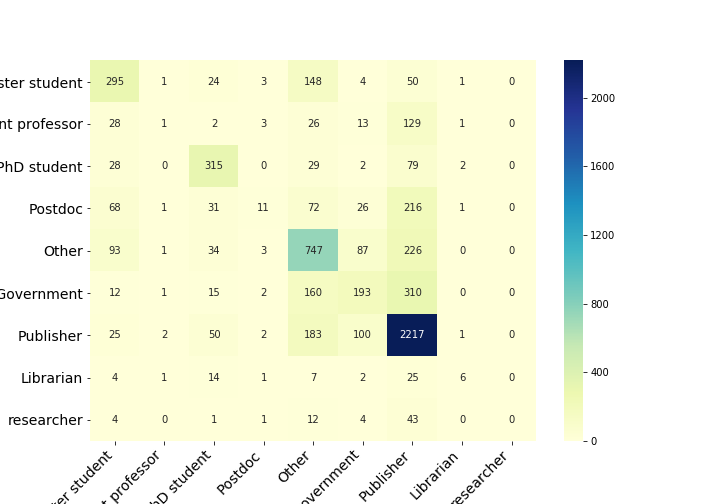 ster student 295 1 24 3 148 4 50 1 0
nt professor 28 1 2 3 26 13 129 1 0
PhD student 28 0 315 0 29 2 79 2 0
Postdoc 68 1 31 11 72 26 216 1 0
Other 93 1 34 3 747 87 226 0 0
Government 12 1 15 2 160 193 310 0 0
Publisher 25 2 50 2 183 100 2217 1 0
Librarian 4 1 14 1 7 2 25 6 0
researcher 4 0 1 1 12 4 43 0 0
ter student
nt professor
hD student
Postdoc
Other
overnment
Publisher
Librarian
esearcher
2000
1600
1200
800
400
0